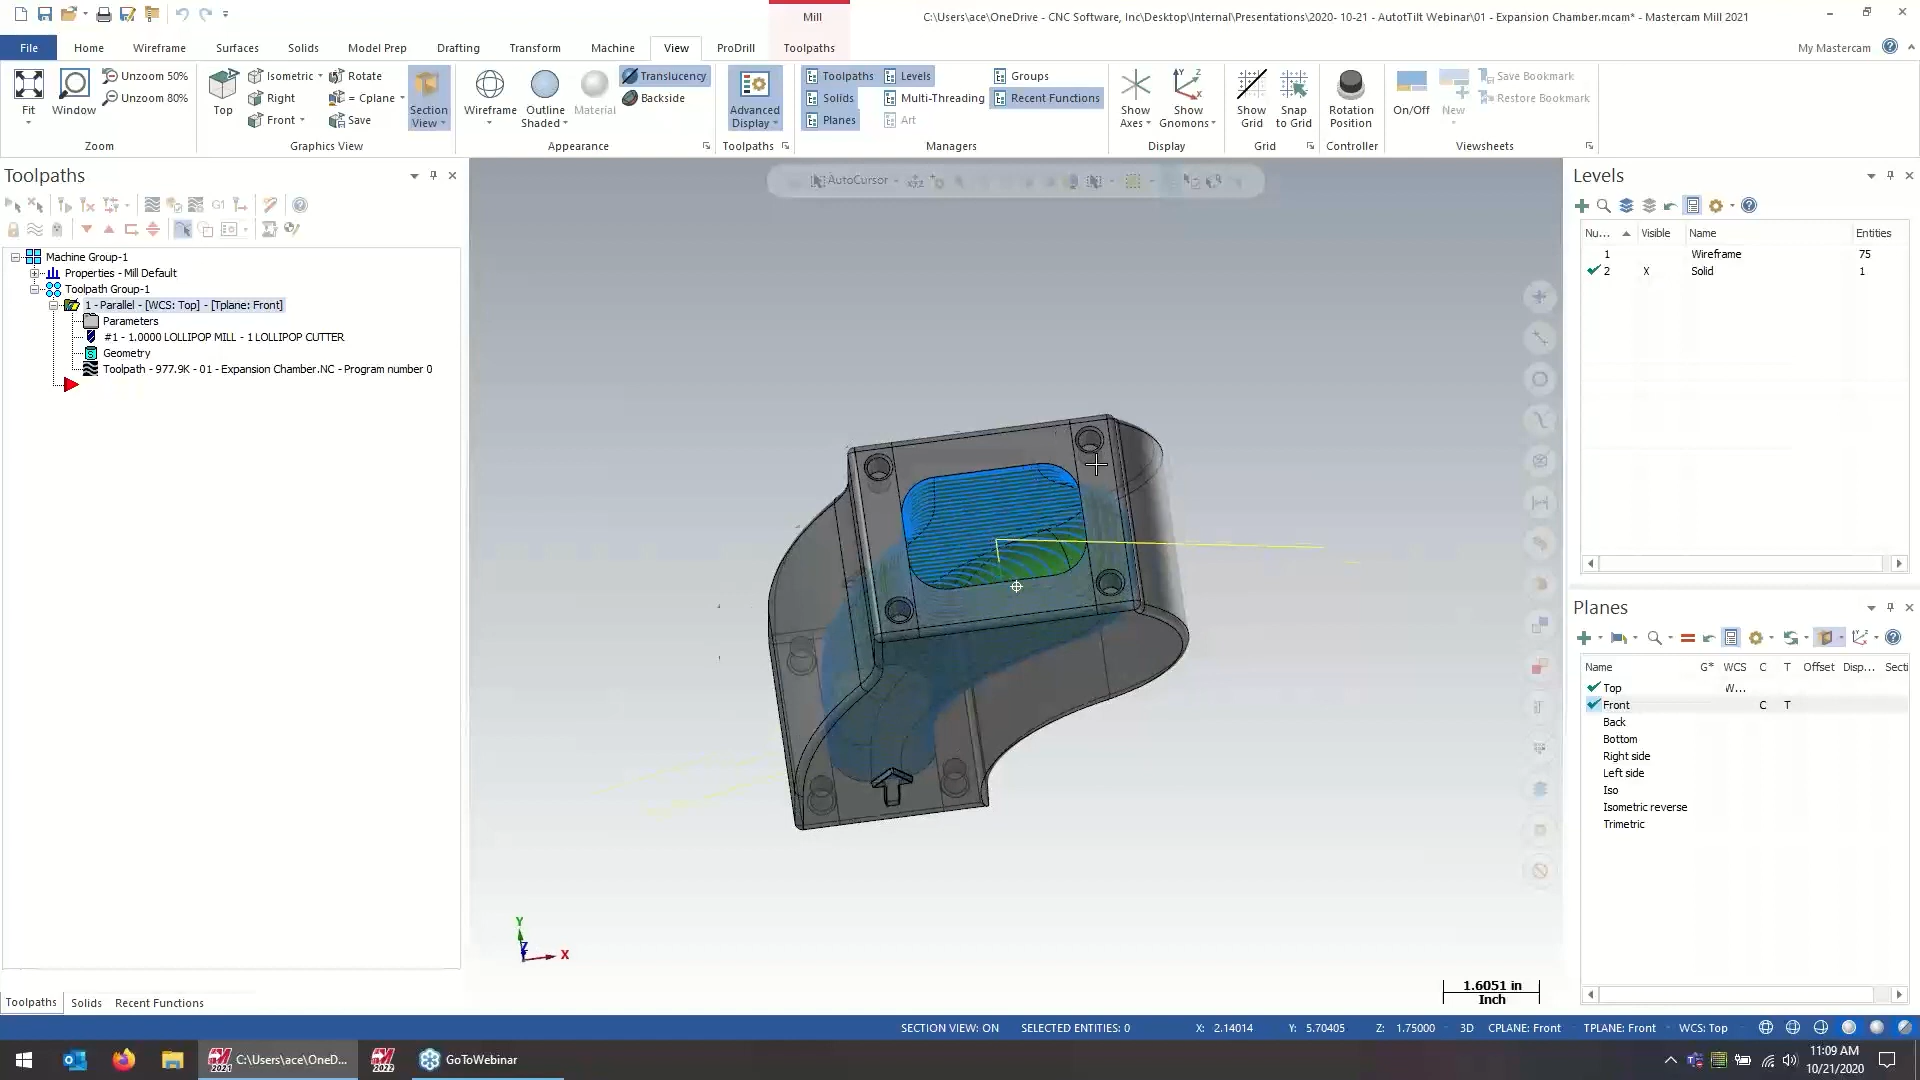 Mill
C:\Users\ace\OneDrive - CNC Software, Inc\Desktop\Internal\Presentations\2020- 10-21 - AutotTilt Webinar\01 - Expansion Chamber.mcam* - Mastercam Mill 2021
File Home Wireframe Surfaces Solids Model Prep Drafting Transform Machine View ProDrill Toolpaths My Mastercam
Fit
Window
Unzoom 50%
Unzoom 80%
Zoom
Top
Isometric
Right
Front
Rotate
= Cplane
Save
Section View
Graphics View
Wireframe
Outline Shaded
Material
Translucency
Backside
Appearance
Advanced Display
Toolpaths
Toolpaths
Solids
Planes
Levels
Multi-Threading
Art
Groups
Recent Functions
Managers
Show Axes
Show Gnomons
Display
Show Grid
Snap to Grid
Grid
Rotation Position
Controller
On/Off
New
Save Bookmark
Restore Bookmark
Viewsheets
Toolpaths
G1
Machine Group-1
Properties - Mill Default
Toolpath Group-1
1 - Parallel - [WCS: Top] - [Tplane: Front]
Parameters
#1 - 1.0000 LOLLIPOP MILL - 1 LOLLIPOP CUTTER
Geometry
Toolpath - 977.9K - 01 - Expansion Chamber.NC - Program number 0
AutoCursor
Y
Z
X
1.6051 in
Inch
Levels
Nu... Visible Name Entities
1 Wireframe 75
2 X Solid 1
Planes
Name G* WCS C T Offset Disp... Secti
Top W...
Front C T
Back
Bottom
Right side
Left side
Iso
Isometric reverse
Trimetric
Toolpaths Solids Recent Functions
SECTION VIEW: ON SELECTED ENTITIES: 0 X: 2.14014 Y: 5.70405 Z: 1.75000 3D CPLANE: Front TPLANE: Front WCS: Top
2021
C:\Users\ace\OneD...
2022
GoToWebinar
11:09 AM
10/21/2020